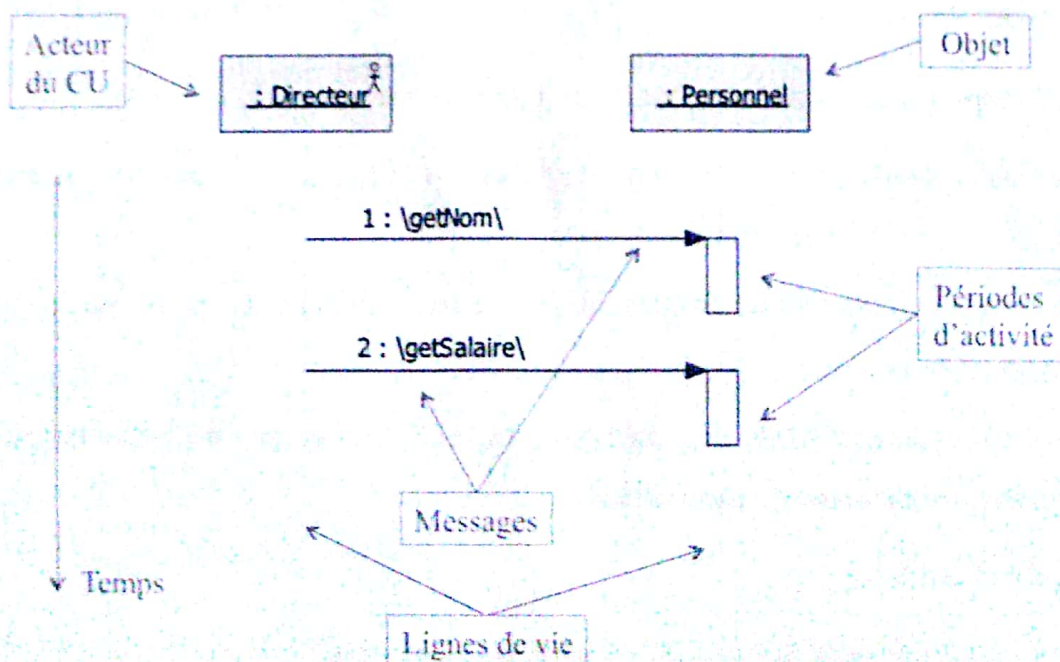 Acteur
du CU
: Directeur
: Personnel
Objet
1 : \getNom\
Périodes
d'activité
2 : \getSalaire\
Messages
Temps
Lignes de vie